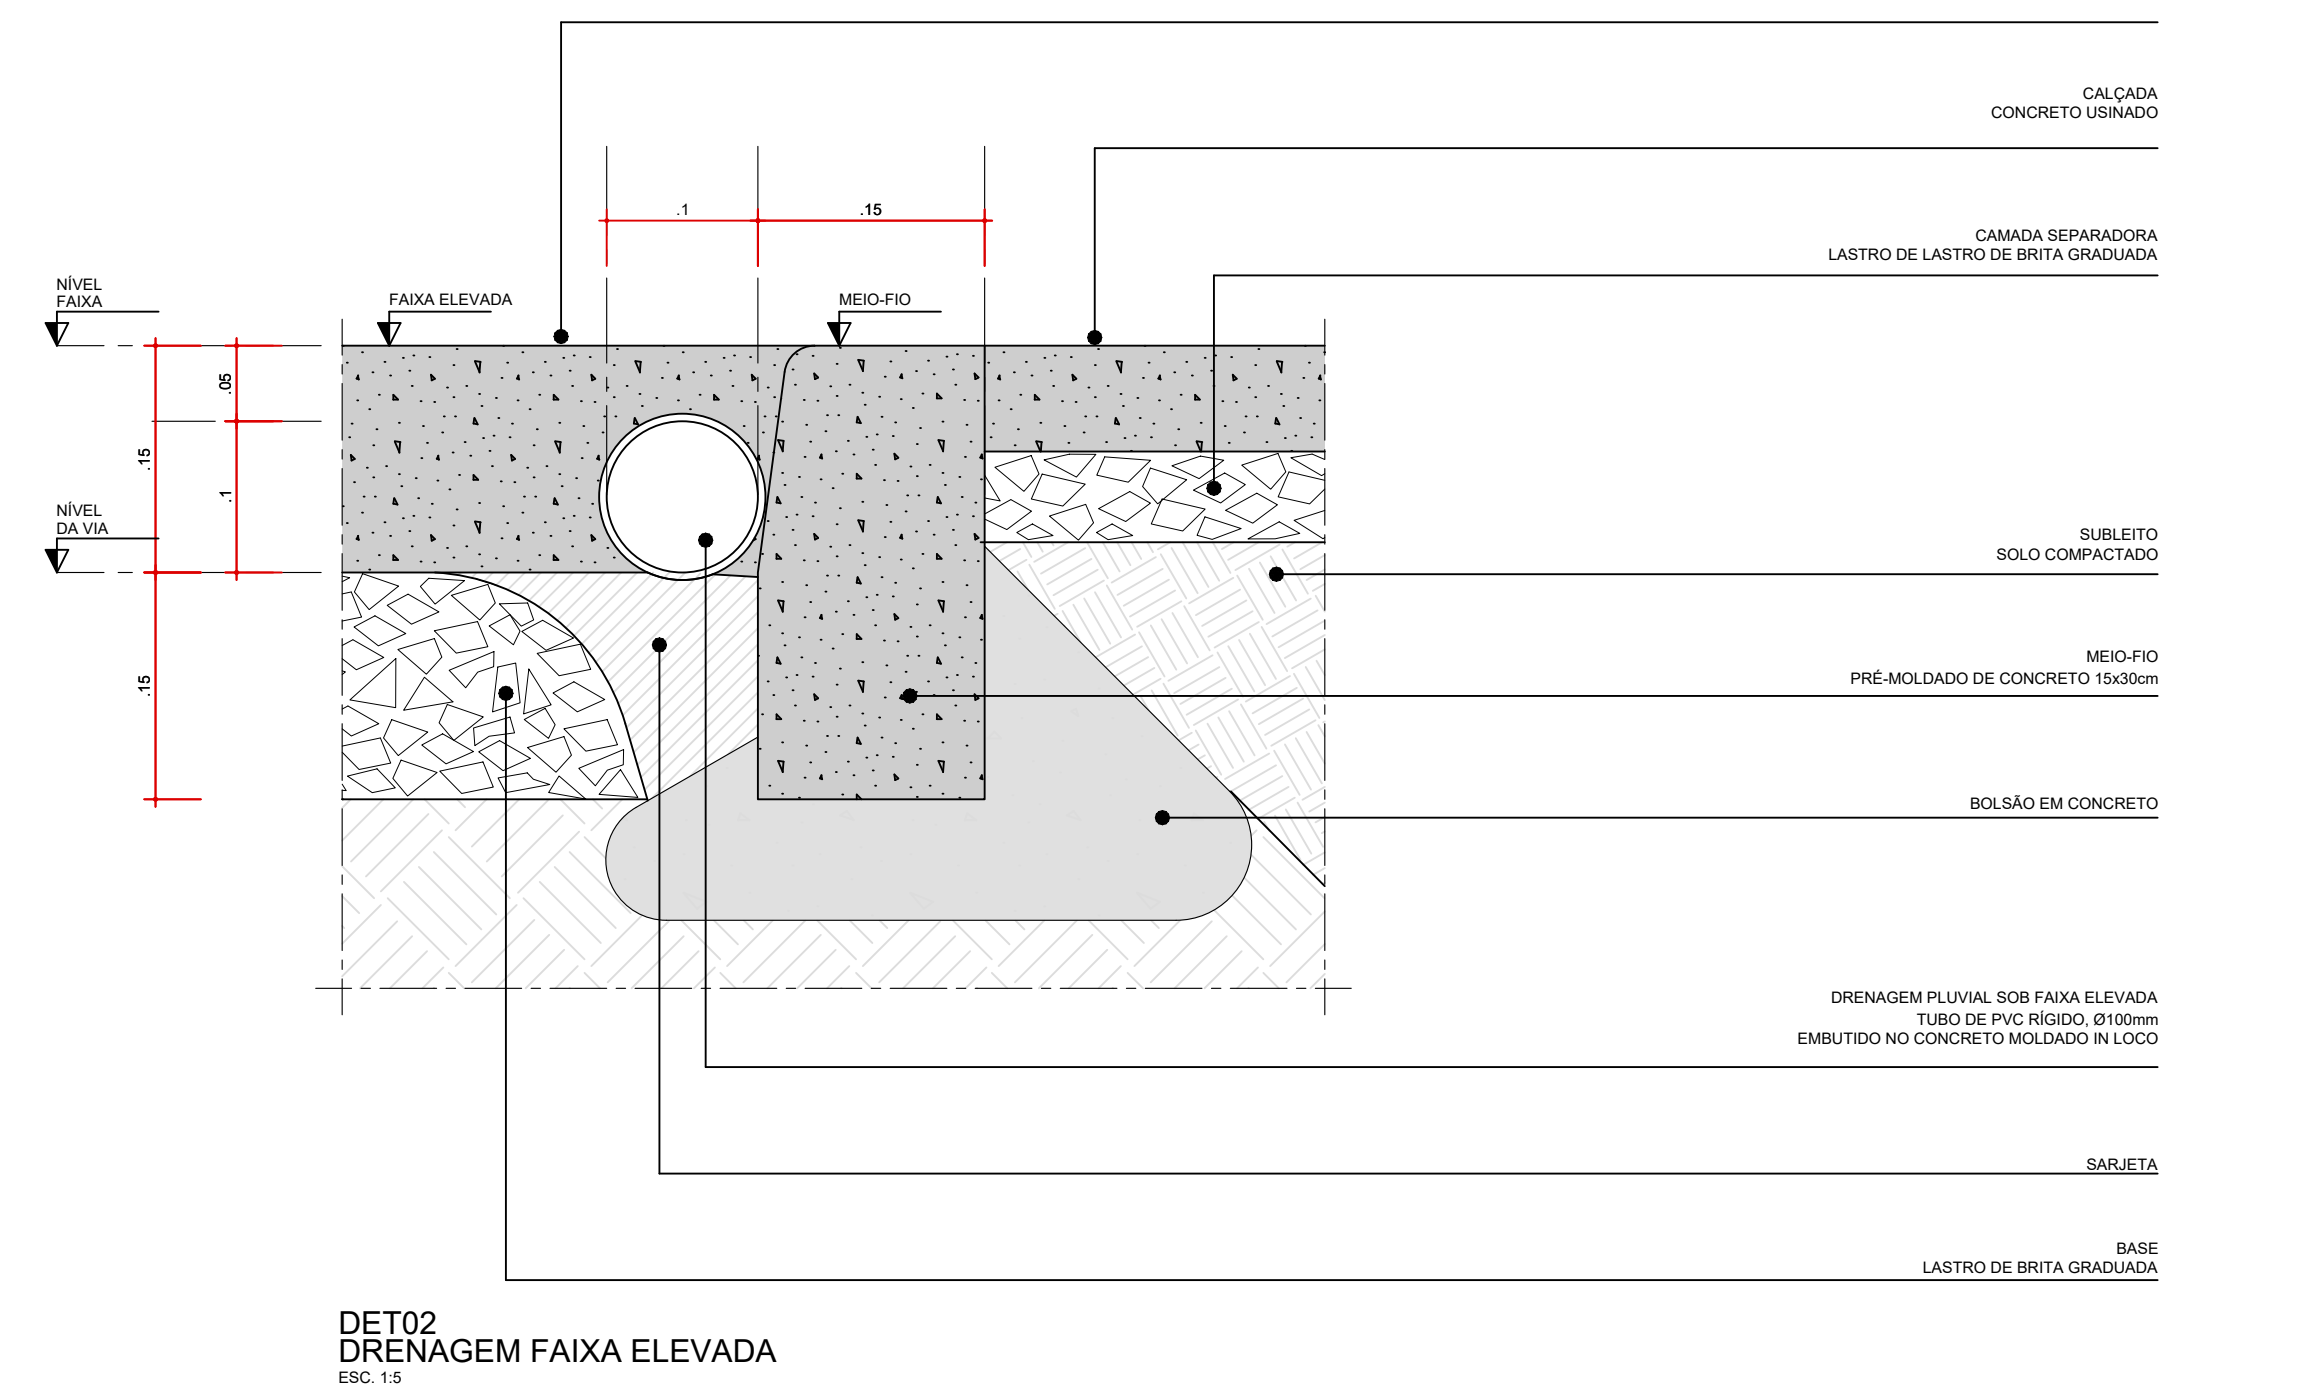 CALÇADA
CONCRETO USINADO
.1
.15
CAMADA SEPARADORA
LASTRO DE LASTRO DE BRITA GRADUADA
NÍVEL
FAIXA
FAIXA ELEVADA
MEIO-FIO
.05
.15
.1
NÍVEL
DA VIA
SUBLEITO
SOLO COMPACTADO
.15
MEIO-FIO
PRÉ-MOLDADO DE CONCRETO 15x30cm
BOLSÃO EM CONCRETO
DRENAGEM PLUVIAL SOB FAIXA ELEVADA
TUBO DE PVC RÍGIDO, Ø100mm
EMBUTIDO NO CONCRETO MOLDADO IN LOCO
SARJETA
BASE
LASTRO DE BRITA GRADUADA
DET02
DRENAGEM FAIXA ELEVADA
ESC. 1:5